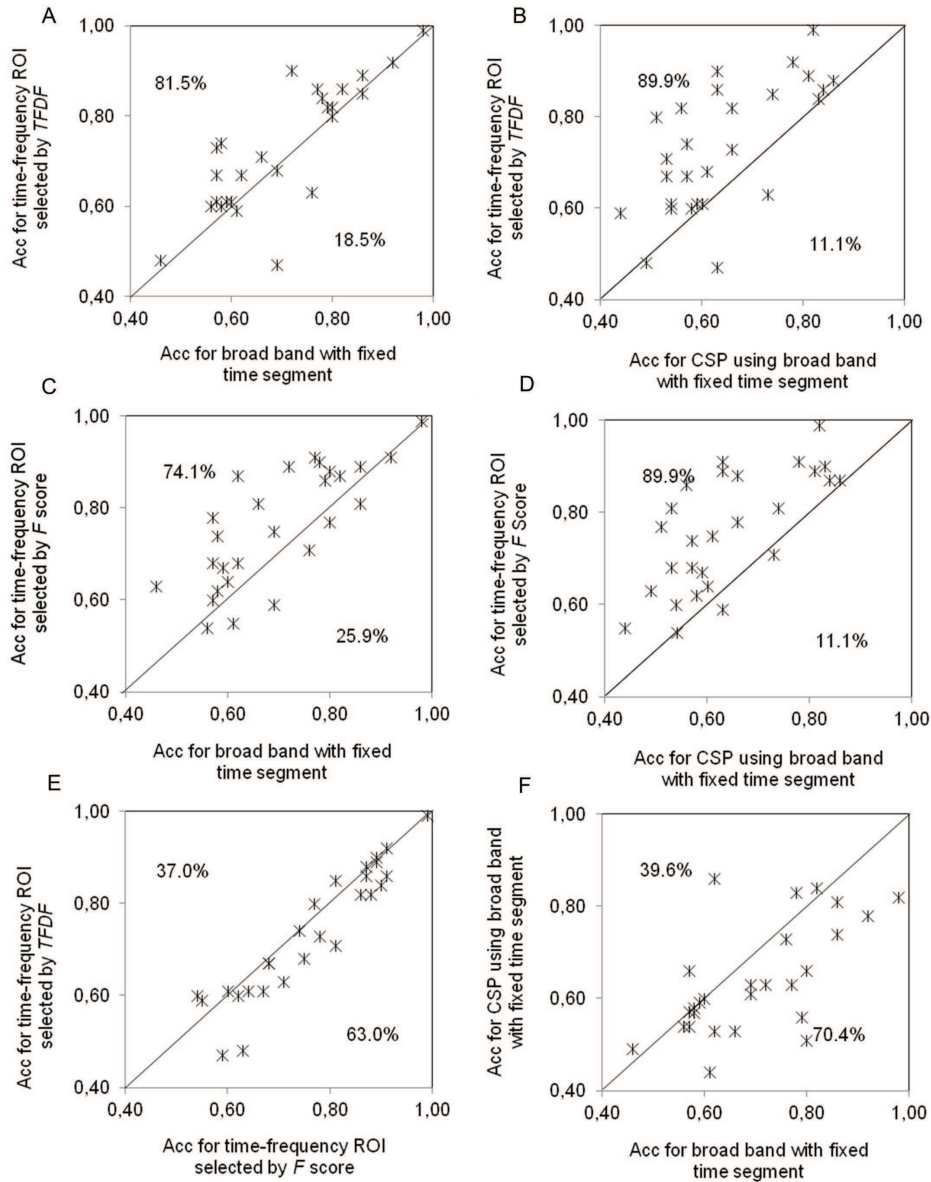 A
Acc for time-frequency ROI
selected by TFDF
1,00
0,80
0,60
0,40
81.5%
18.5%
0,40 0,60 0,80 1,00
Acc for broad band with fixed
time segment
B
Acc for time-frequency ROI
selected by TFDF
1,00
0,80
0,60
0,40
89.9%
11.1%
0,40 0,60 0,80 1,00
Acc for CSP using broad band
with fixed time segment
C
Acc for time-frequency ROI
selected by F score
1,00
0,80
0,60
0,40
74.1%
25.9%
0,40 0,60 0,80 1,00
Acc for broad band with fixed
time segment
D
Acc for time-frequency ROI
selected by F Score
1,00
0,80
0,60
0,40
89.9%
11.1%
0,40 0,60 0,80 1,00
Acc for CSP using broad band
with fixed time segment
E
Acc for time-frequency ROI
selected by TFDF
1,00
0,80
0,60
0,40
37.0%
63.0%
0,40 0,60 0,80 1,00
Acc for time-frequency ROI
selected by F score
F
Acc for CSP using broad band
with fixed time segment
1,00
0,80
0,60
0,40
39.6%
70.4%
0,40 0,60 0,80 1,00
Acc for broad band with fixed
time segment